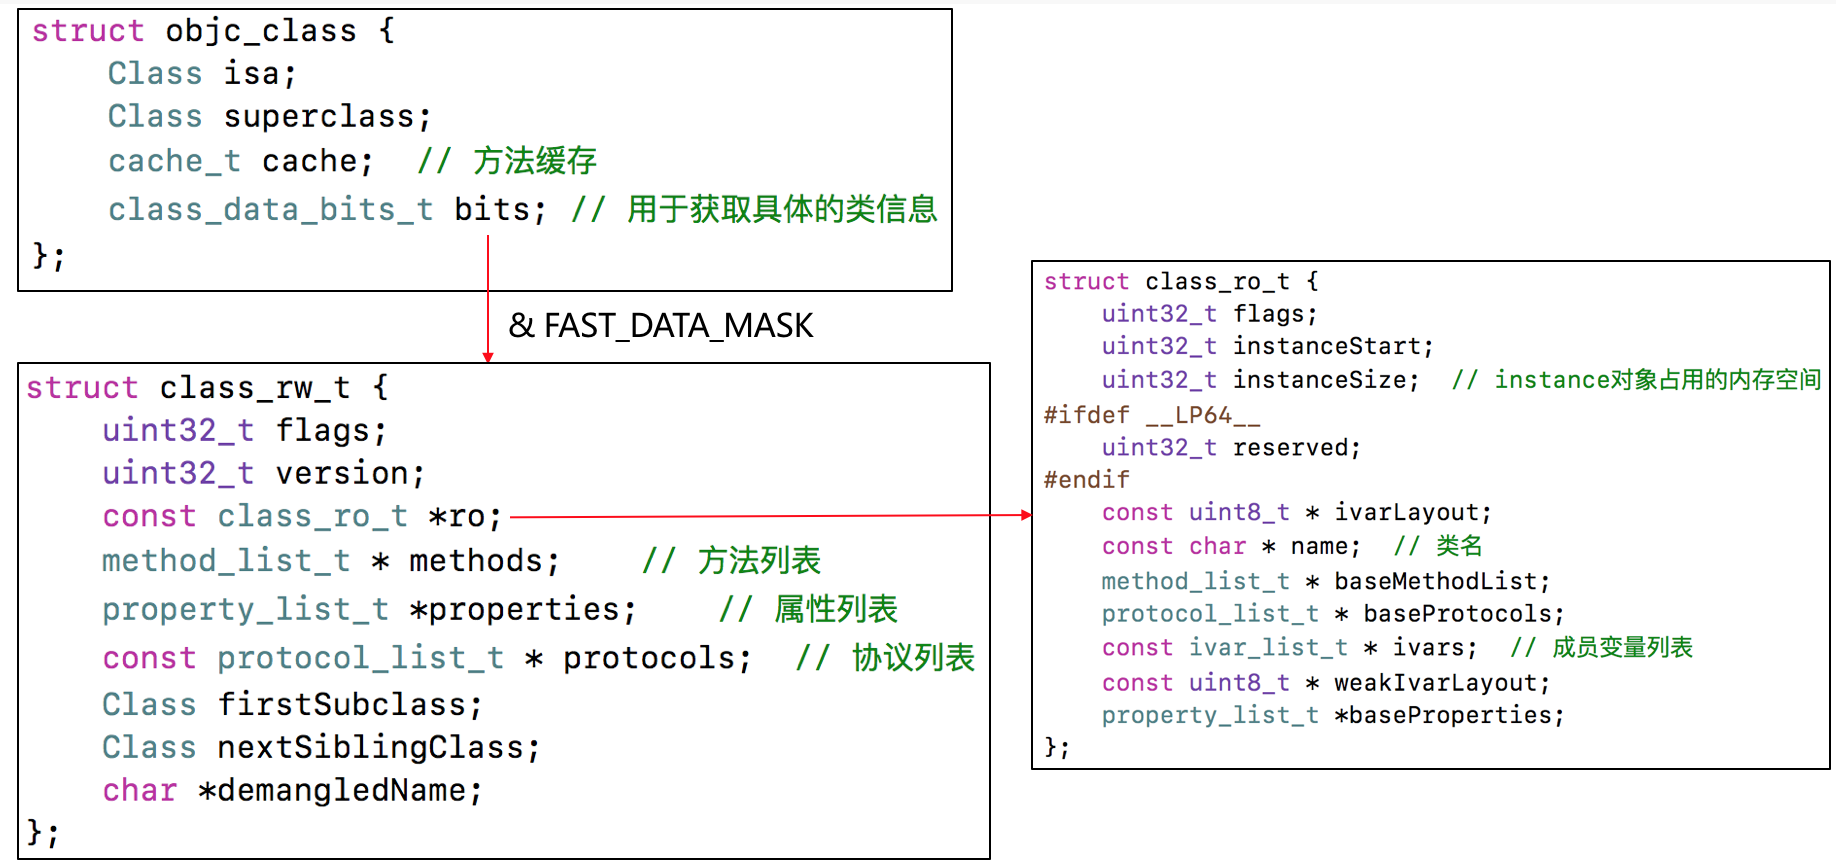 struct objc_class {
    Class isa;
    Class superclass;
    cache_t cache;  // 方法缓存
    class_data_bits_t bits; // 用于获取具体的类信息
};
& FAST_DATA_MASK
struct class_rw_t {
    uint32_t flags;
    uint32_t version;
    const class_ro_t *ro;
    method_list_t * methods;    // 方法列表
    property_list_t *properties;    // 属性列表
    const protocol_list_t * protocols;  // 协议列表
    Class firstSubclass;
    Class nextSiblingClass;
    char *demangledName;
};
struct class_ro_t {
    uint32_t flags;
    uint32_t instanceStart;
    uint32_t instanceSize;  // instance对象占用的内存空间
#ifdef __LP64__
    uint32_t reserved;
#endif
    const uint8_t * ivarLayout;
    const char * name;  // 类名
    method_list_t * baseMethodList;
    protocol_list_t * baseProtocols;
    const ivar_list_t * ivars;  // 成员变量列表
    const uint8_t * weakIvarLayout;
    property_list_t *baseProperties;
};